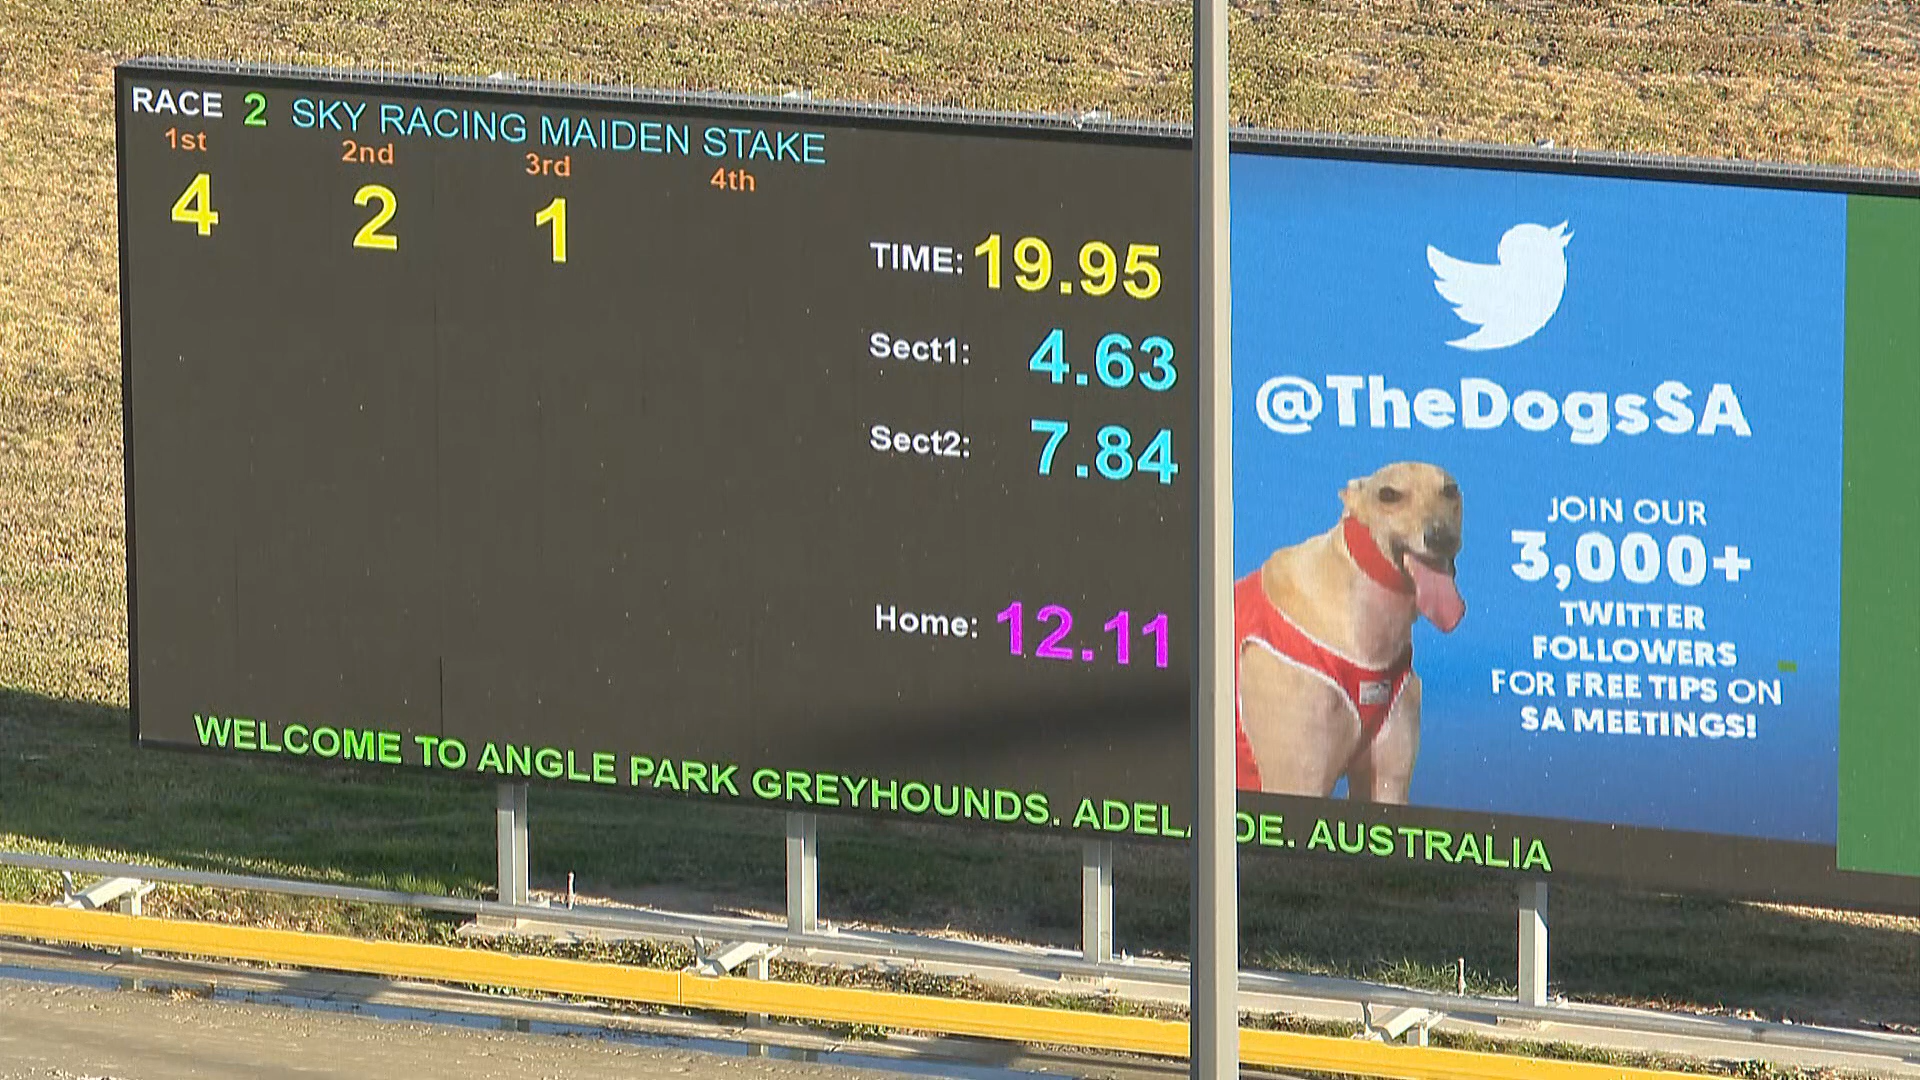 RACE 2 SKY RACING MAIDEN STAKE
1st 2nd 3rd 4th
4 2 1
TIME: 19.95
Sect1: 4.63
Sect2: 7.84
Home: 12.11
WELCOME TO ANGLE PARK GREYHOUNDS. AUSTRALIA
@TheDogsSA
JOIN OUR
3,000+
TWITTER
FOLLOWERS
FOR FREE TIPS ON
SA MEETINGS!